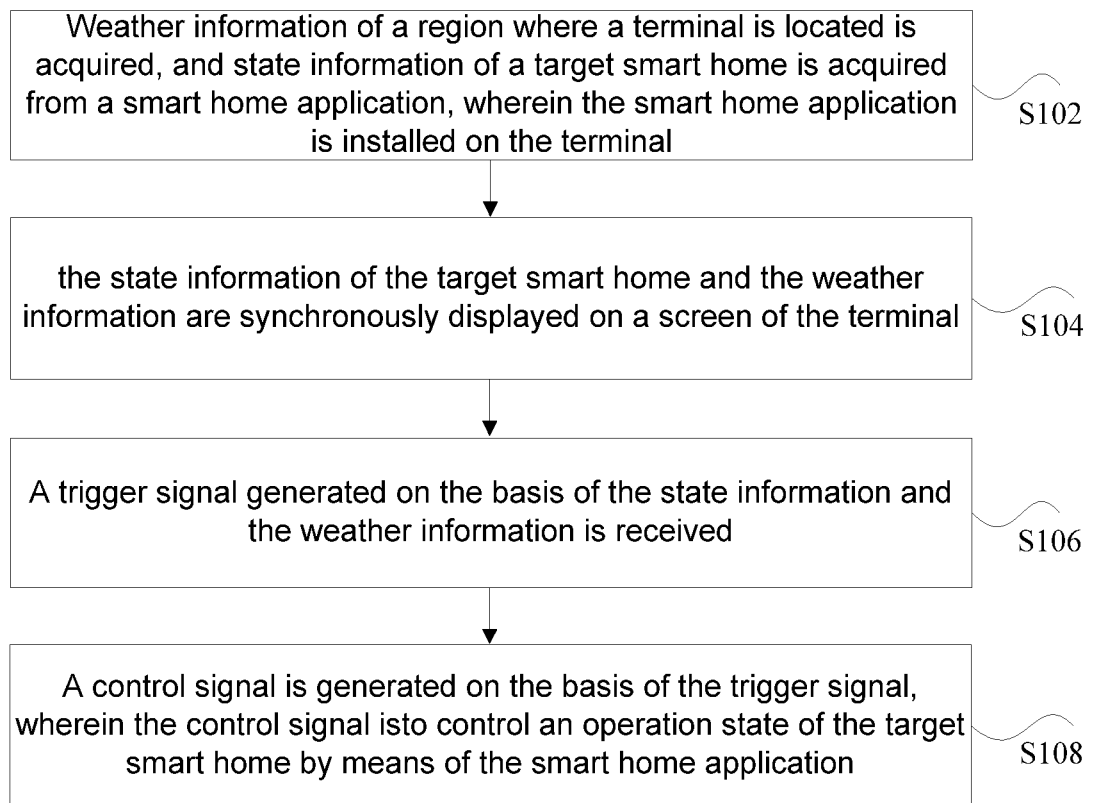 Weather information of a region where a terminal is located is
acquired, and state information of a target smart home is acquired
from a smart home application, wherein the smart home application
is installed on the terminal
S102
the state information of the target smart home and the weather
information are synchronously displayed on a screen of the terminal
S104
A trigger signal generated on the basis of the state information and
the weather information is received
S106
A control signal is generated on the basis of the trigger signal,
wherein the control signal isto control an operation state of the target
smart home by means of the smart home application
S108